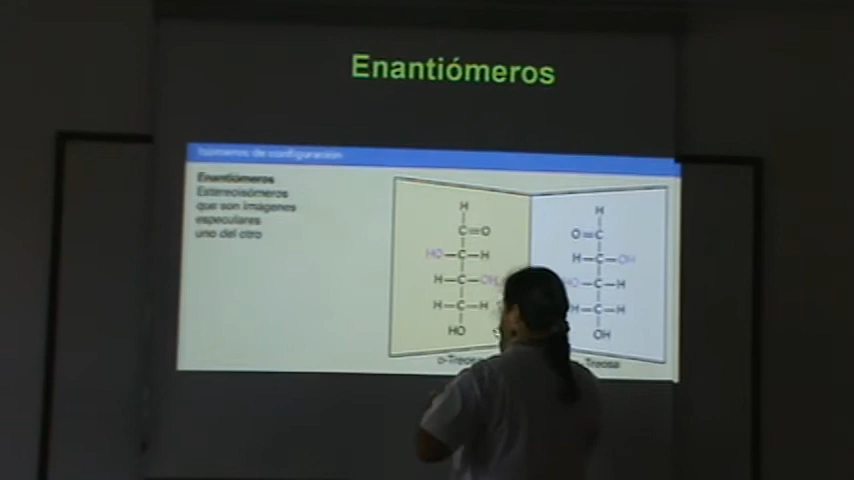 Enantiómeros
Isómeros de configuración
Enantiómeros
Estereoisómeros
que son imágenes
especulares
uno del otro
H
C=O
HO—C—H
H—C—OH
H—C—H
HO
D-Treosa
H
O=C
H—C—OH
HO—C—H
H—C—H
OH
Treosa